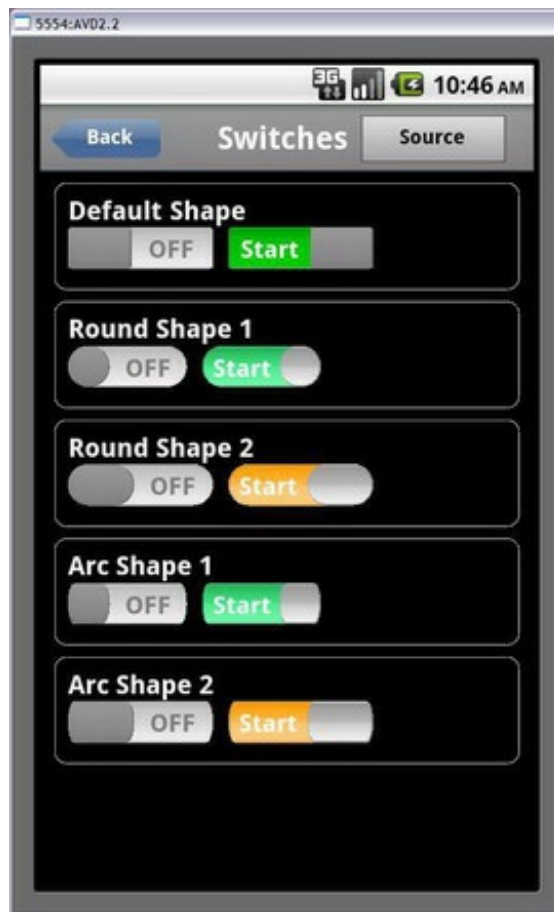 5554:AVD2.2
3G 10:46 AM
Back Switches Source
Default Shape
OFF Start
Round Shape 1
OFF Start
Round Shape 2
OFF Start
Arc Shape 1
OFF Start
Arc Shape 2
OFF Start